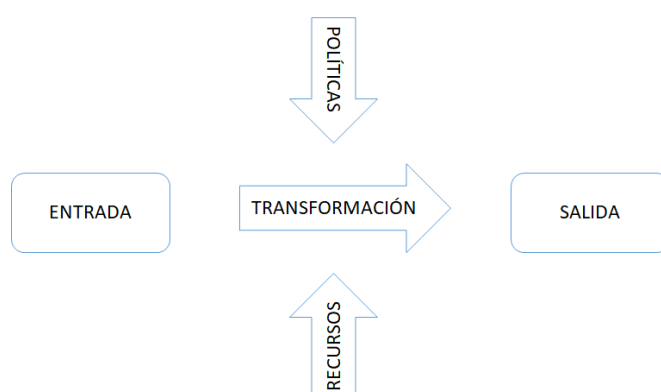 POLÍTICAS
ENTRADA
TRANSFORMACIÓN
SALIDA
RECURSOS